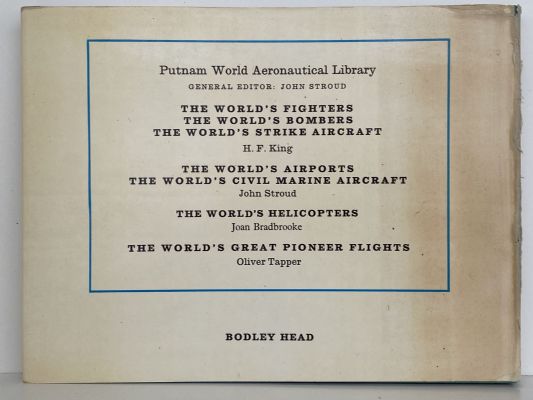 Putnam World Aeronautical Library
GENERAL EDITOR: JOHN STROUD
THE WORLD'S FIGHTERS
THE WORLD'S BOMBERS
THE WORLD'S STRIKE AIRCRAFT
H. F. King
THE WORLD'S AIRPORTS
THE WORLD'S CIVIL MARINE AIRCRAFT
John Stroud
THE WORLD'S HELICOPTERS
Joan Bradbrooke
THE WORLD'S GREAT PIONEER FLIGHTS
Oliver Tapper
BODLEY HEAD